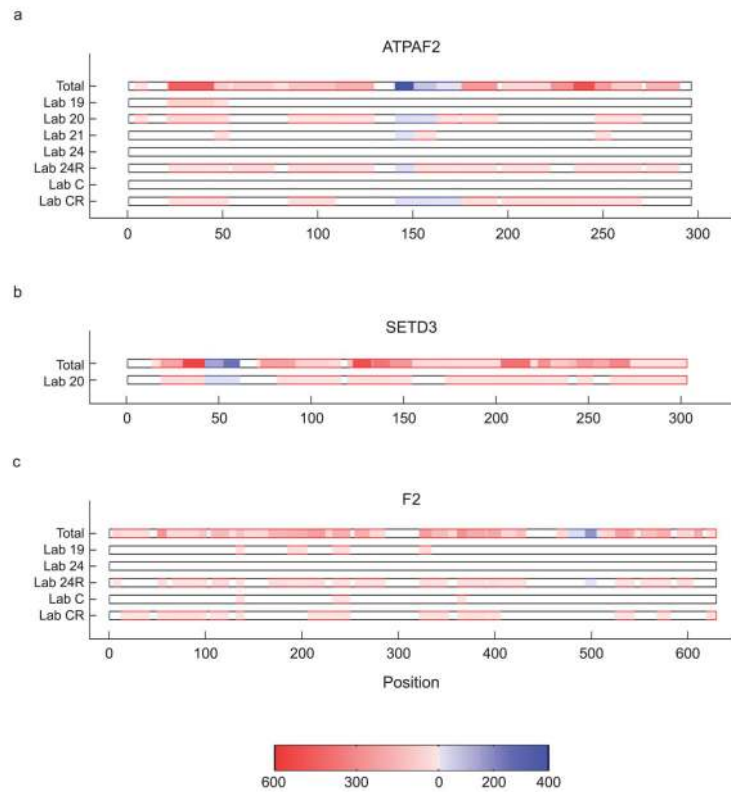 a
ATPAF2
Total
Lab 19
Lab 20
Lab 21
Lab 24
Lab 24R
Lab C
Lab CR
0 50 100 150 200 250 300
b
SETD3
Total
Lab 20
0 50 100 150 200 250 300
c
F2
Total
Lab 19
Lab 24
Lab 24R
Lab C
Lab CR
0 100 200 300 400 500 600
Position
600 300 0 200 400